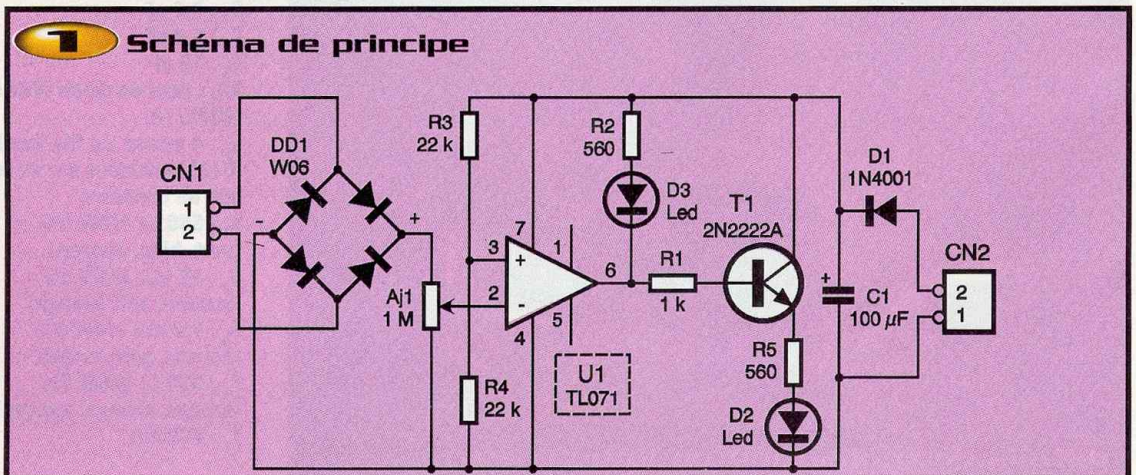 1 Schéma de principe
CN1
1
2
DD1
W06
-
+
Aj1
1 M
R3
22 k
R4
22 k
3
2
+
-
7
1
6
5
4
U1
TL071
R2
560
D3
Led
R1
1 k
T1
2N2222A
R5
560
D2
Led
+
C1
100 µF
D1
1N4001
CN2
2
1